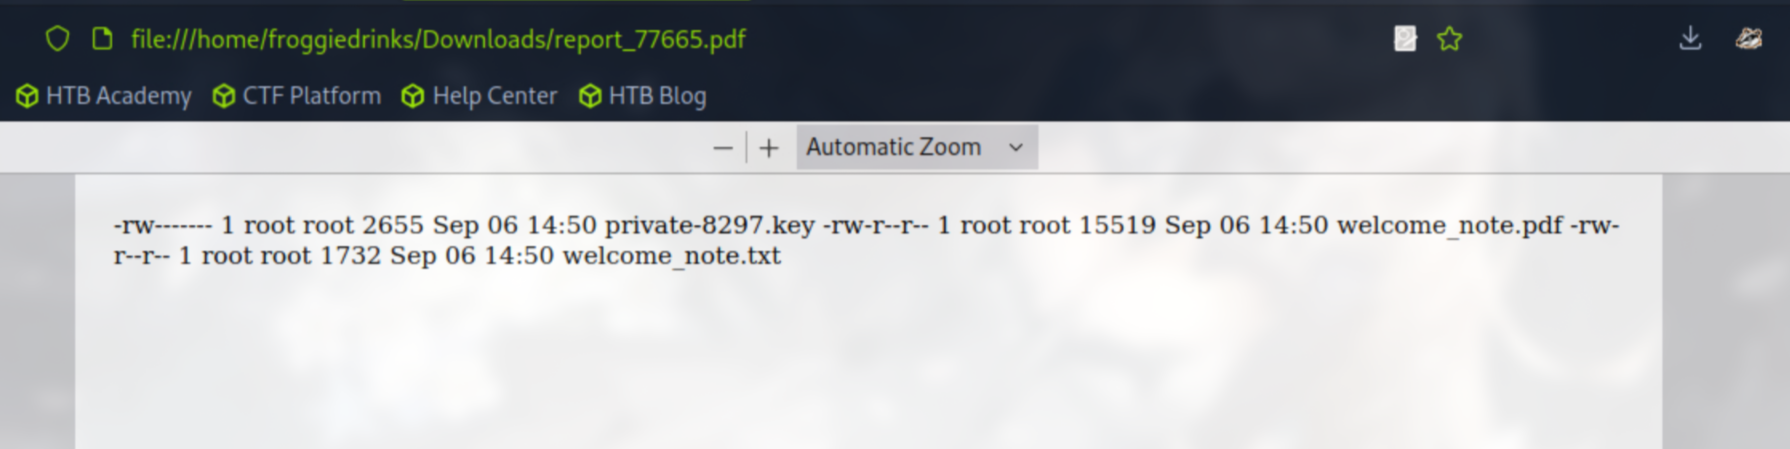 file:///home/froggiedrinks/Downloads/report_77665.pdf
HTB Academy CTF Platform Help Center HTB Blog
Automatic Zoom
-rw------- 1 root root 2655 Sep 06 14:50 private-8297.key -rw-r--r-- 1 root root 15519 Sep 06 14:50 welcome_note.pdf -rw-
r--r-- 1 root root 1732 Sep 06 14:50 welcome_note.txt